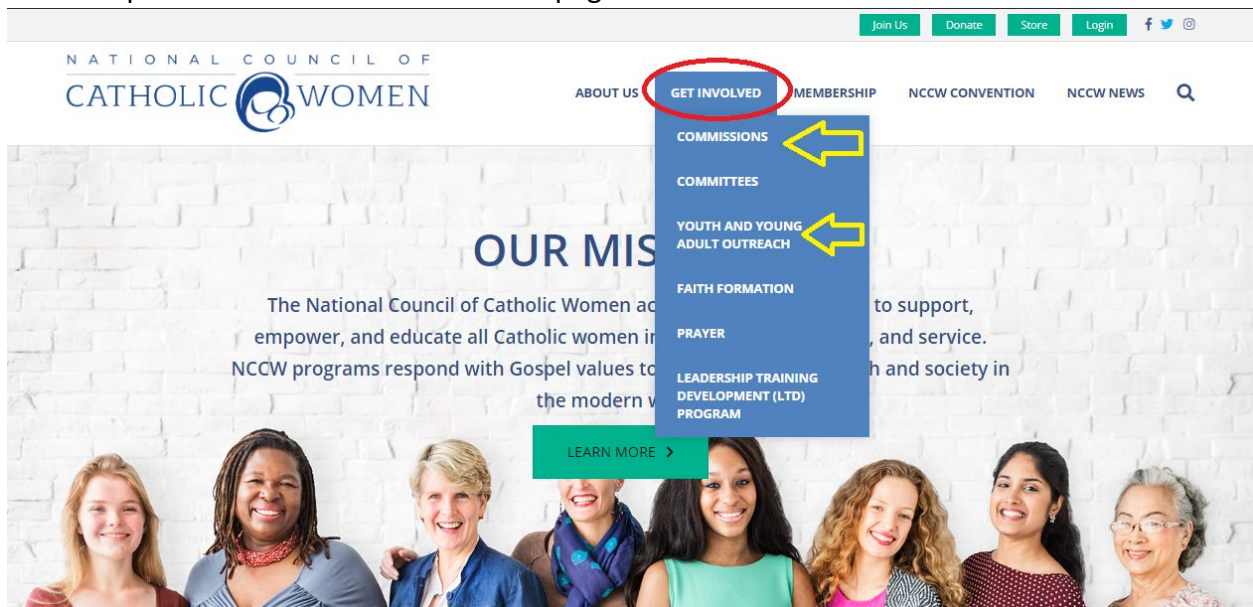 Join Us Donate Store Login
NATIONAL COUNCIL OF
CATHOLIC WOMEN
ABOUT US GET INVOLVED MEMBERSHIP NCCW CONVENTION NCCW NEWS
COMMISSIONS
COMMITTEES
YOUTH AND YOUNG
ADULT OUTREACH
FAITH FORMATION
PRAYER
LEADERSHIP TRAINING
DEVELOPMENT (LTD)
PROGRAM
OUR MIS
The National Council of Catholic Women to support,
empower, and educate all Catholic women , and service.
NCCW programs respond with Gospel values to and society in
the modern
LEARN MORE